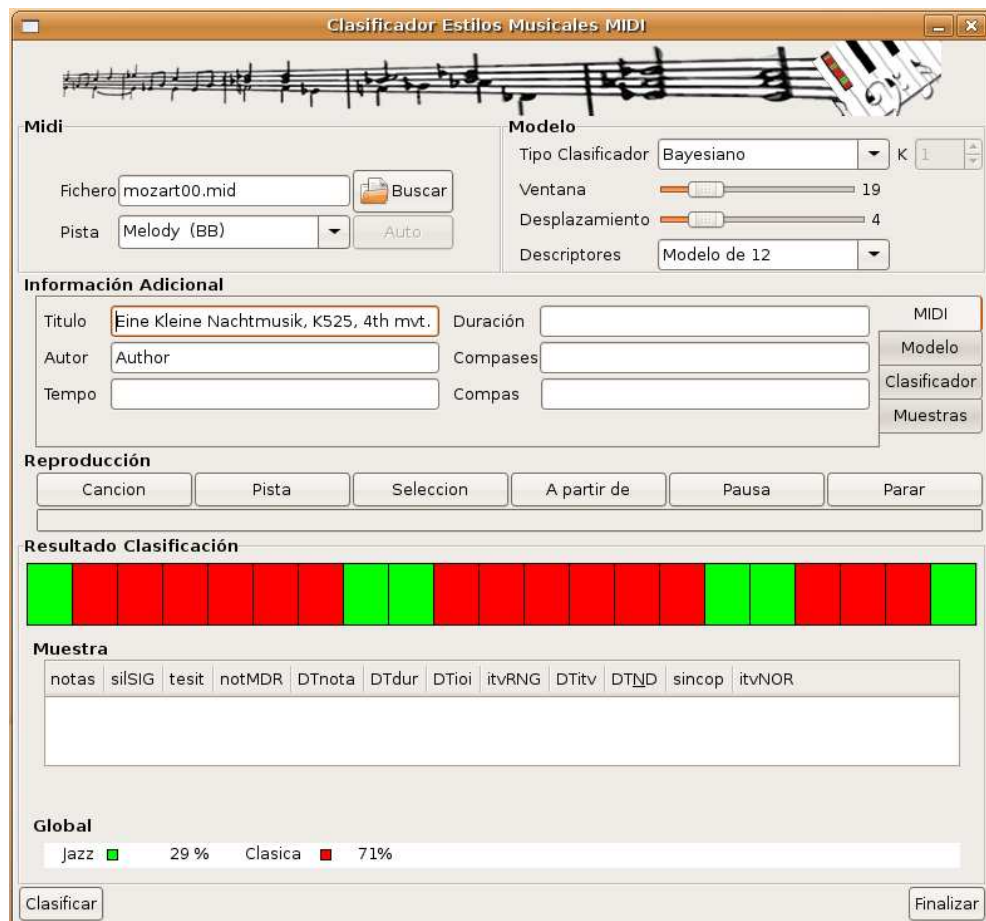 Clasificador Estilos Musicales MIDI
Midi
Fichero mozart00.mid Buscar
Pista Melody (BB) Auto
Modelo
Tipo Clasificador Bayesiano K 1
Ventana 19
Desplazamiento 4
Descriptores Modelo de 12
Información Adicional
Titulo Eine Kleine Nachtmusik, K525, 4th mvt. Duración
Autor Author Compases
Tempo Compas
MIDI
Modelo
Clasificador
Muestras
Reproducción
Cancion Pista Seleccion A partir de Pausa Parar
Resultado Clasificación
Muestra
notas silSIG tesit notMDR DTnota DTdur DTioi itvRNG DTitv DTND sincop itvNOR
Global
Jazz 29 % Clasica 71%
Clasificar Finalizar